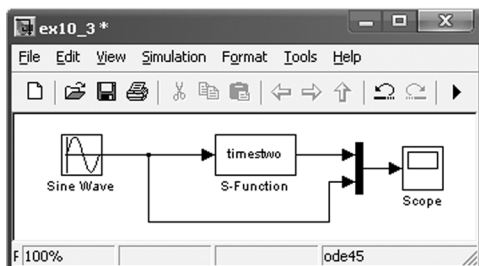 ex10_3 *
File Edit View Simulation Format Tools Help
timestwo
Sine Wave
S-Function
Scope
F 100%
ode45